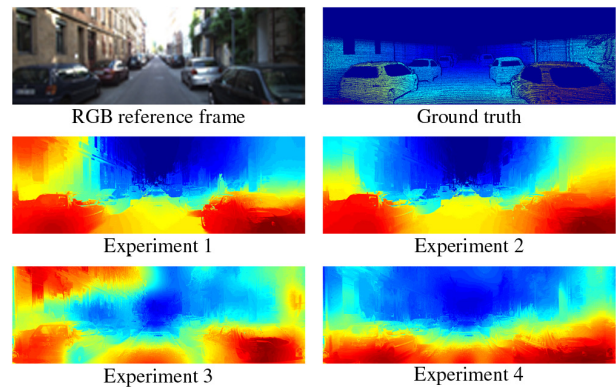 RGB reference frame
Ground truth
Experiment 1
Experiment 2
Experiment 3
Experiment 4